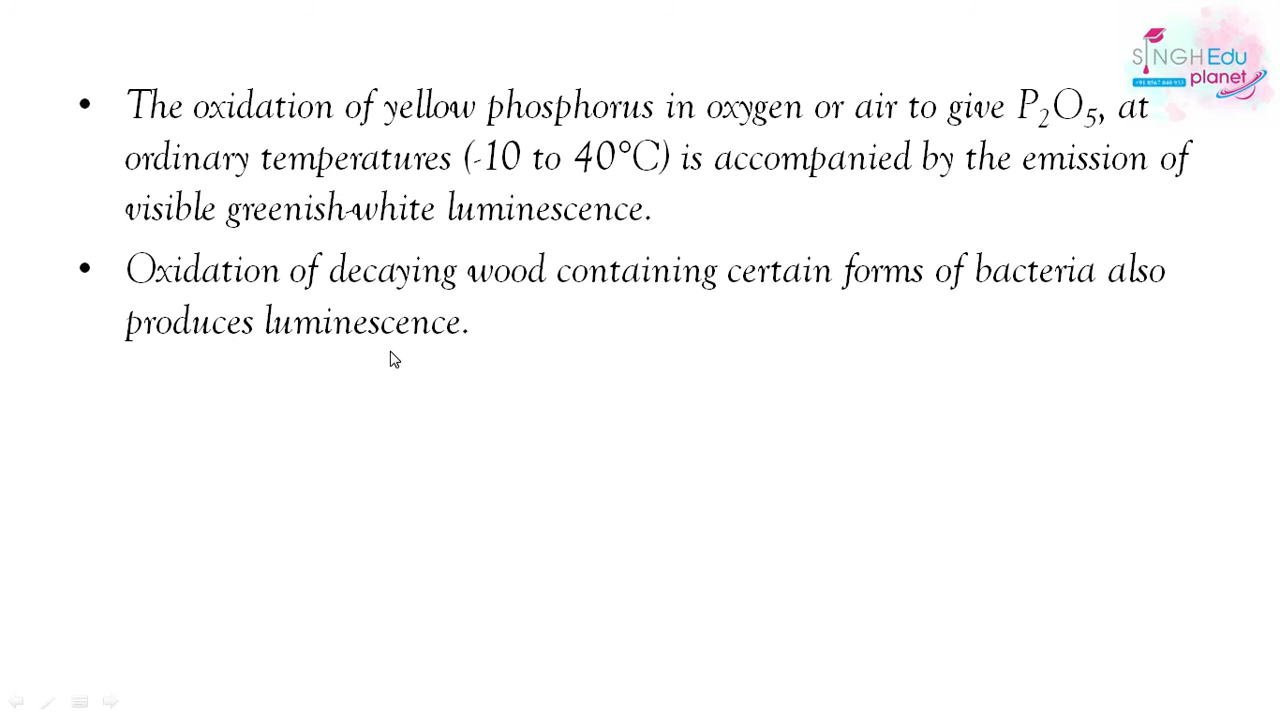 SINGH Edu
planet
• The oxidation of yellow phosphorus in oxygen or air to give P₂O₅, at
ordinary temperatures (-10 to 40°C) is accompanied by the emission of
visible greenish-white luminescence.
• Oxidation of decaying wood containing certain forms of bacteria also
produces luminescence.